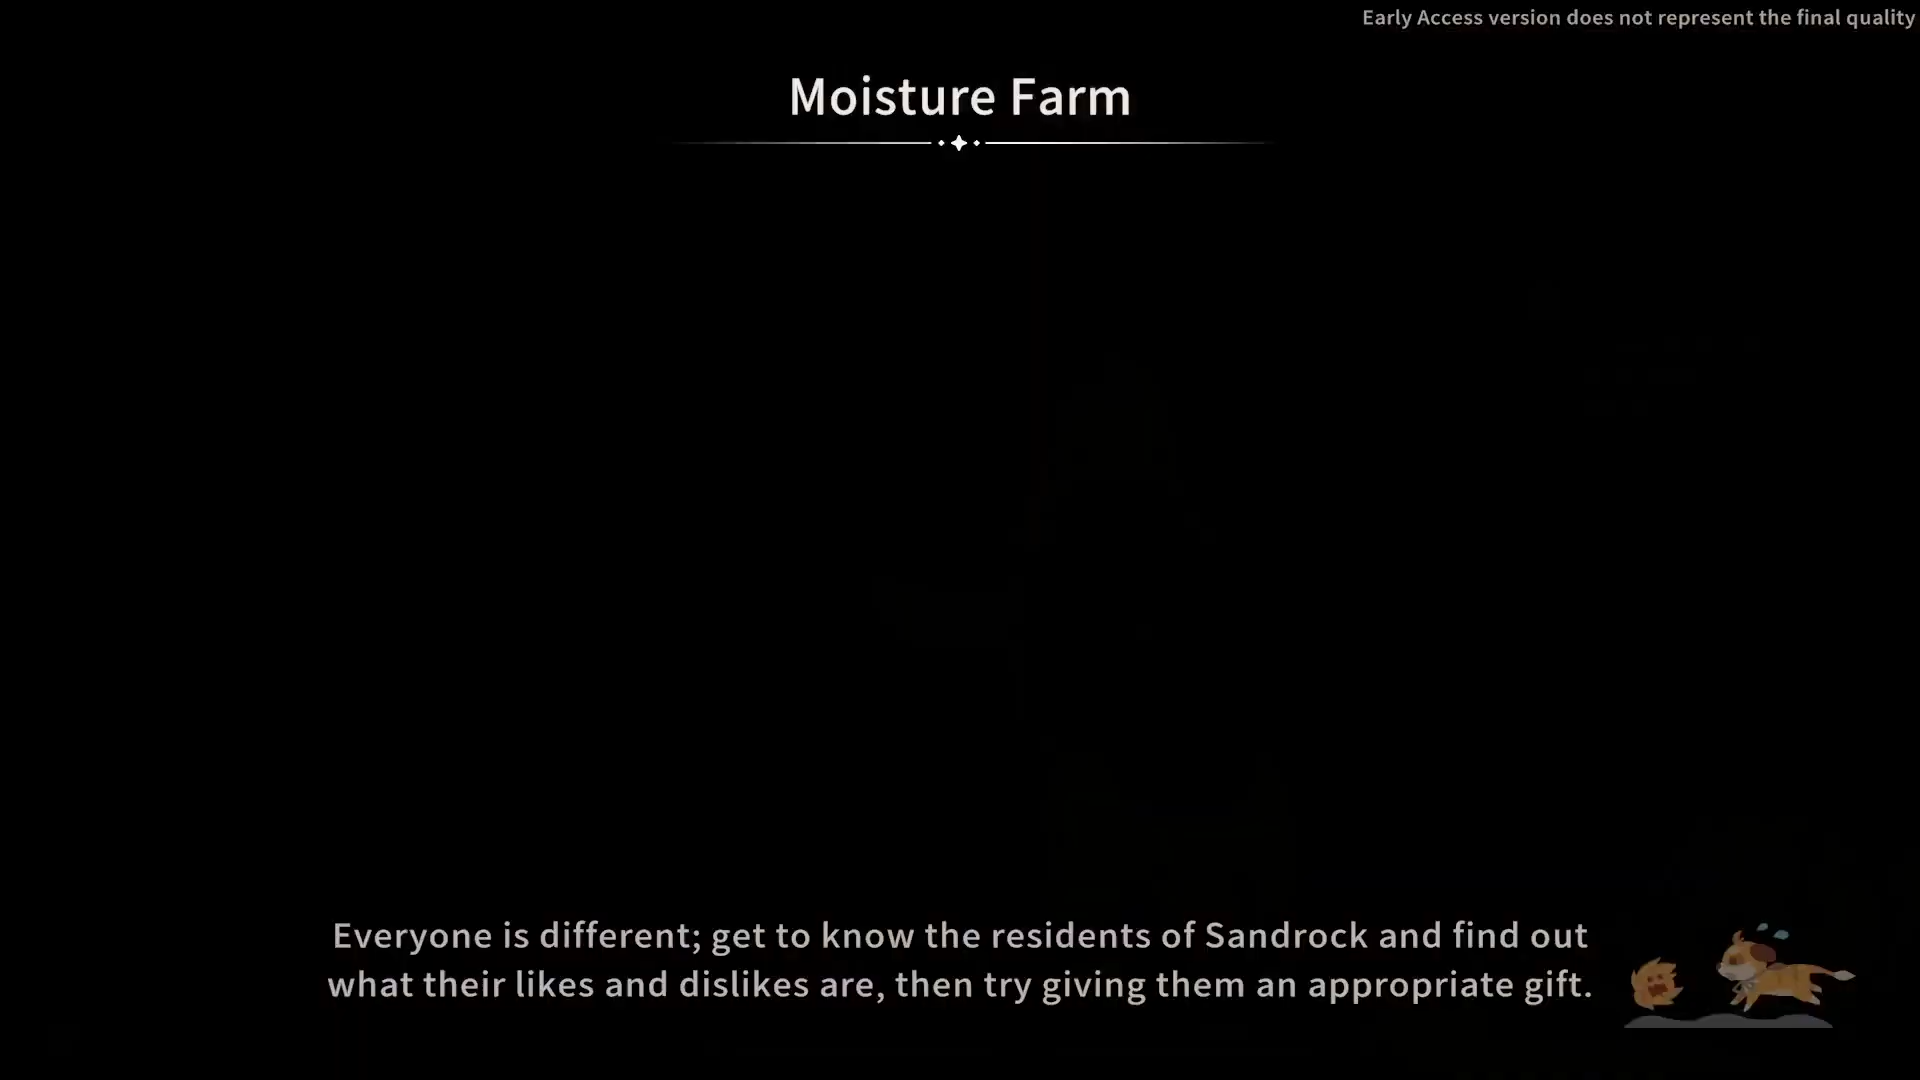 Early Access version does not represent the final quality
Moisture Farm
Everyone is different; get to know the residents of Sandrock and find out
what their likes and dislikes are, then try giving them an appropriate gift.